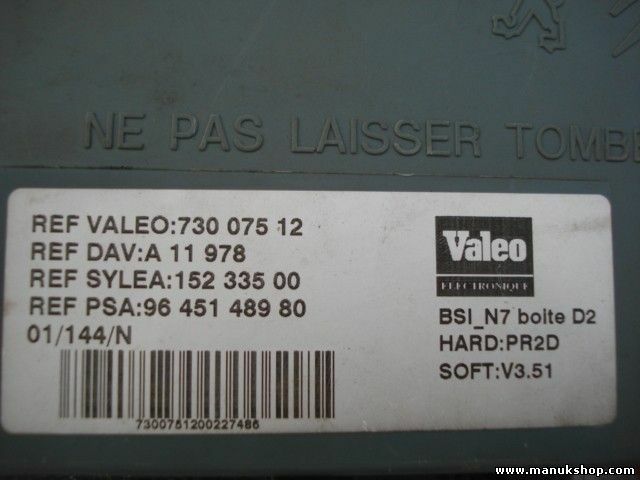 NE PAS LAISSER TOMBE
REF VALEO:730 075 12
REF DAV:A 11 978
REF SYLEA:152 335 00
REF PSA:96 451 489 80
01/144/N
7300751200227486
Valeo
ELECTRONIQUE
BSI_N7 boite D2
HARD:PR2D
SOFT:V3.51
www.manukshop.com